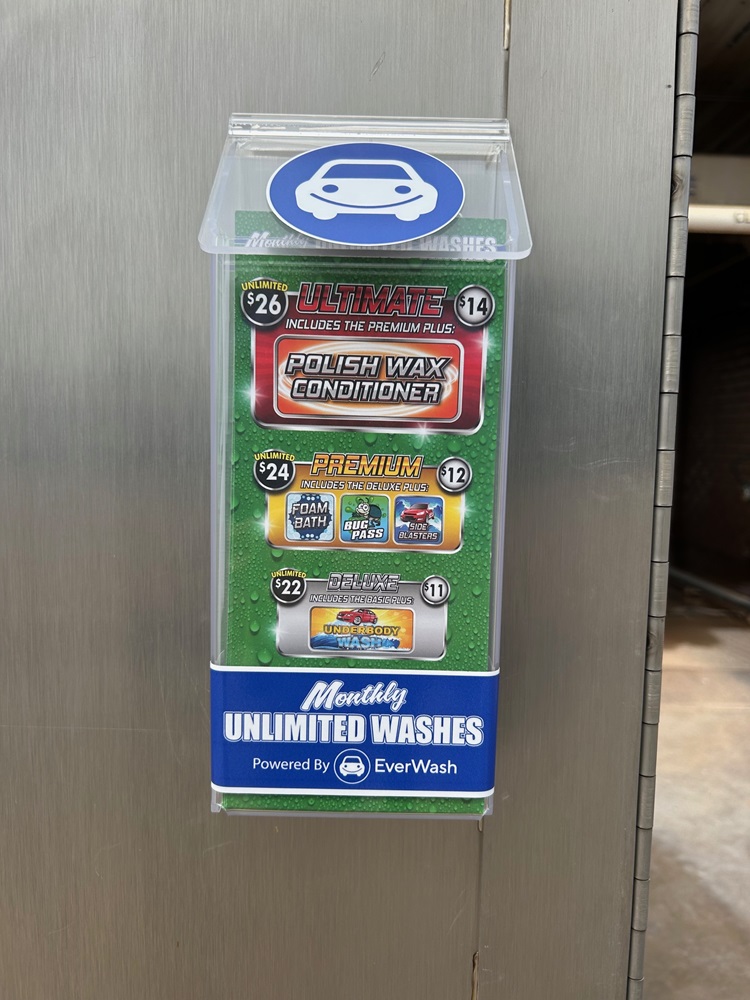 Monthly UNLIMITED WASHES
UNLIMITED
$26
ULTIMATE
$14
INCLUDES THE PREMIUM PLUS:
POLISH WAX
CONDITIONER
UNLIMITED
$24
PREMIUM
$12
INCLUDES THE DELUXE PLUS:
FOAM
BATH
BUG
PASS
SIDE
BLASTERS
UNLIMITED
$22
DELUXE
$11
INCLUDES THE BASIC PLUS:
UNDERBODY
WASH
Monthly
UNLIMITED WASHES
Powered By EverWash